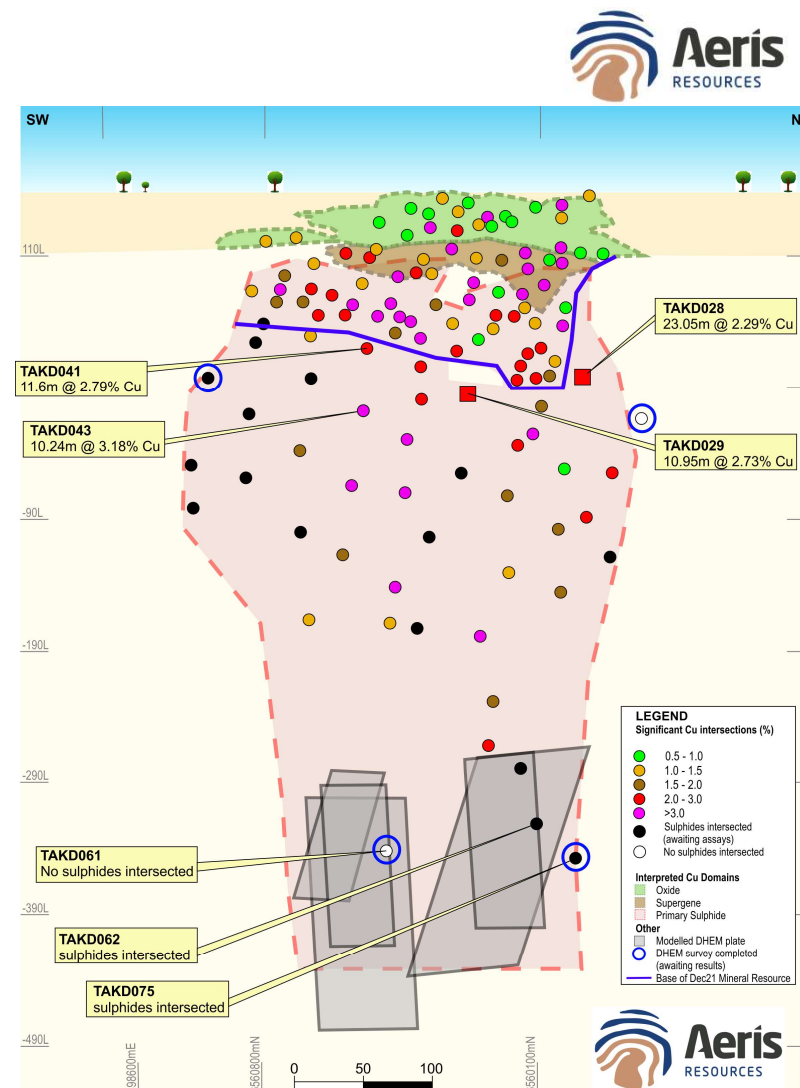 Aeris
RESOURCES
SW
N
110L
TAKD028
23.05m @ 2.29% Cu
TAKD041
11.6m @ 2.79% Cu
TAKD043
10.24m @ 3.18% Cu
TAKD029
10.95m @ 2.73% Cu
-90L
-190L
LEGEND
Significant Cu intersections (%)
0.5 - 1.0
1.0 - 1.5
1.5 - 2.0
2.0 - 3.0
>3.0
Sulphides intersected
(awaiting assays)
No sulphides intersected
Interpreted Cu Domains
Oxide
Supergene
Primary Sulphide
Other
Modelled DHEM plate
DHEM survey completed
(awaiting results)
Base of Dec21 Mineral Resource
-290L
TAKD061
No sulphides intersected
-390L
TAKD062
sulphides intersected
TAKD075
sulphides intersected
-490L
98600mE
560800mN
560100mN
0 50 100
Aeris
RESOURCES